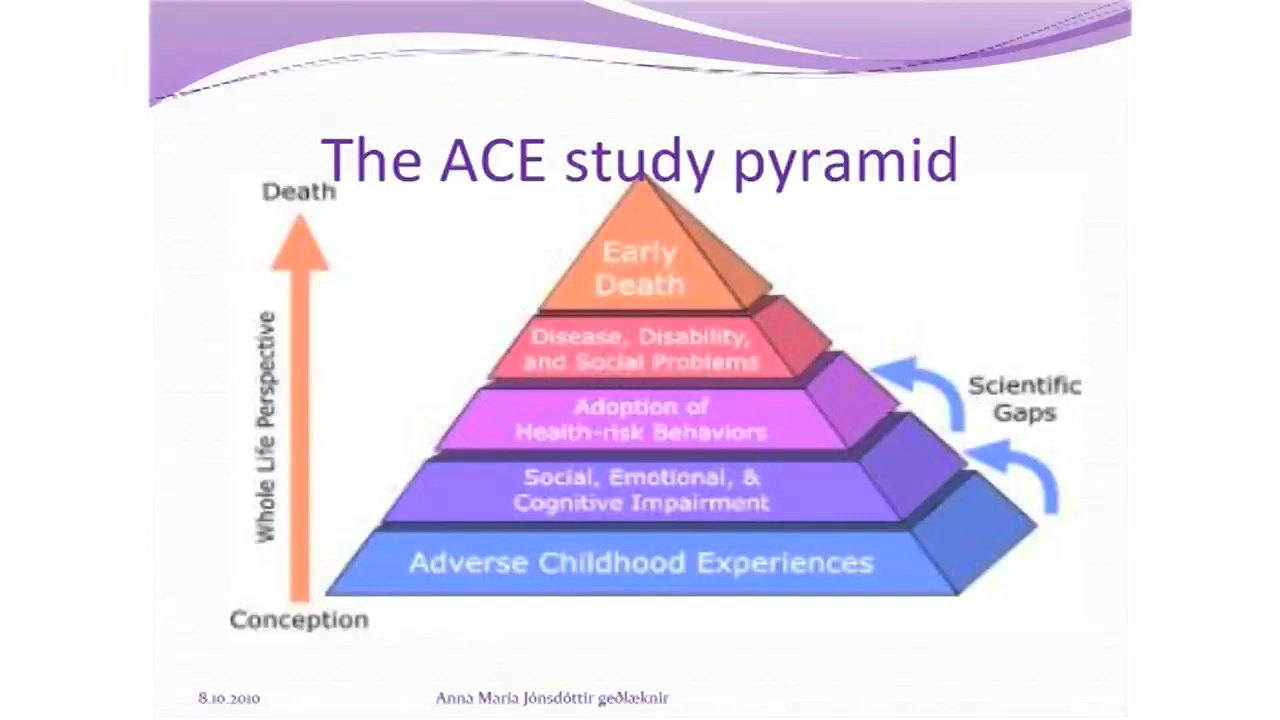 The ACE study pyramid
Death
Whole Life Perspective
Conception
Early
Death
Disease, Disability,
and Social Problems
Adoption of
Health-risk Behaviors
Social, Emotional, &
Cognitive Impairment
Adverse Childhood Experiences
Scientific
Gaps
8.10.2010
Anna María Jónsdóttir geðlæknir